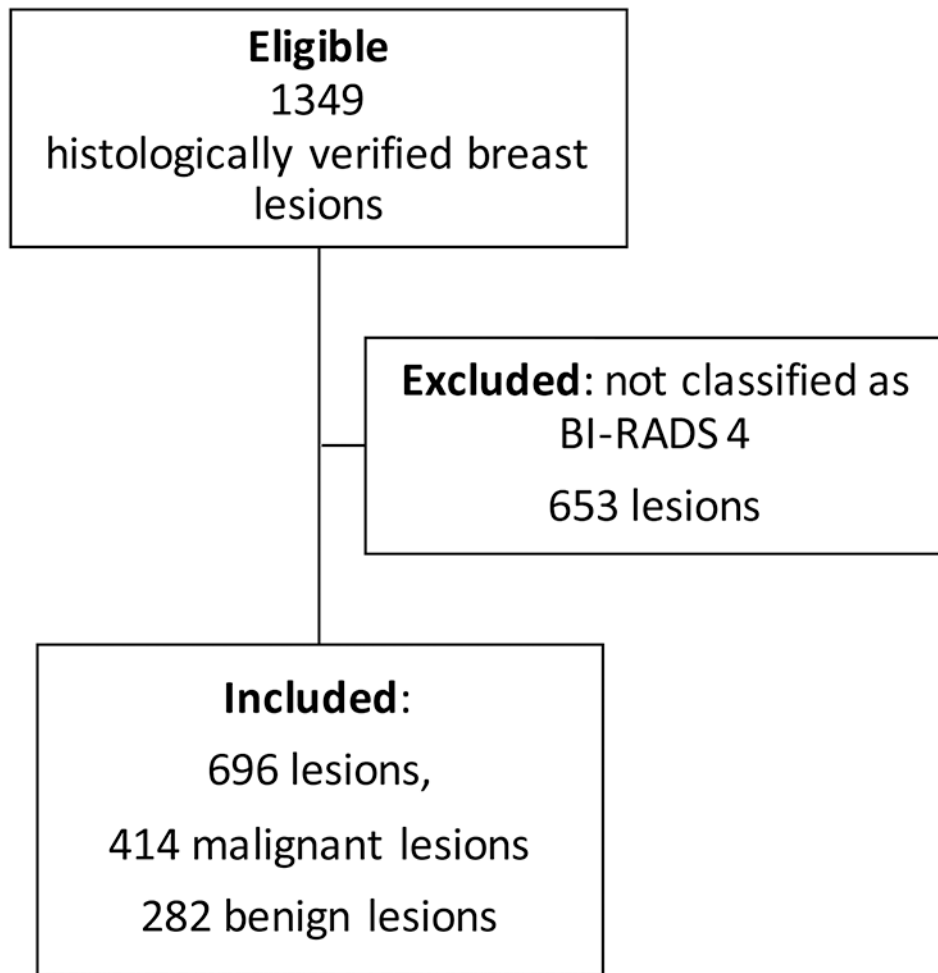 Eligible
1349
histologically verified breast
lesions
Excluded: not classified as
BI-RADS 4
653 lesions
Included:
696 lesions,
414 malignant lesions
282 benign lesions